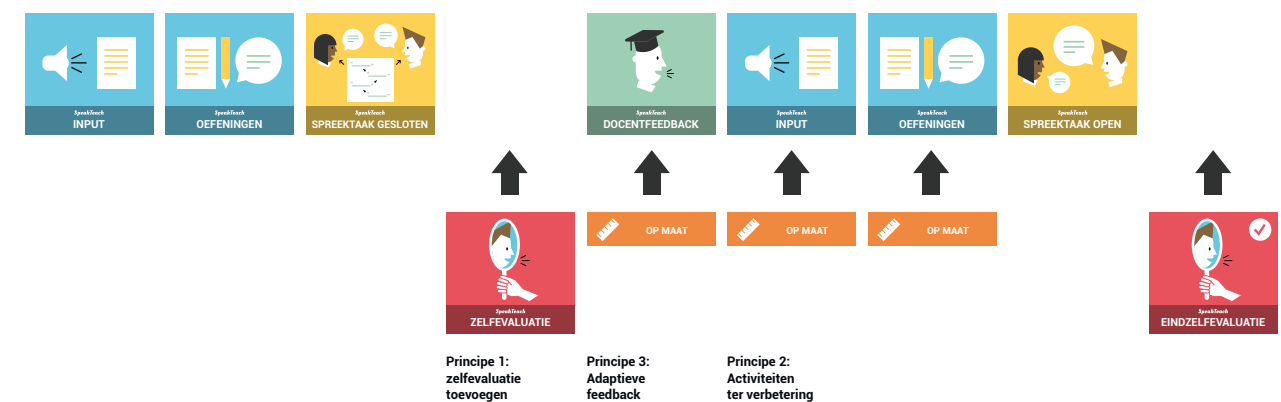 SpeakTeach
INPUT
SpeakTeach
OEFENINGEN
SpeakTeach
SPREEKTAAK GESLOTEN
SpeakTeach
DOCENTFEEDBACK
SpeakTeach
INPUT
SpeakTeach
OEFENINGEN
SpeakTeach
SPREEKTAAK OPEN
OP MAAT
OP MAAT
OP MAAT
SpeakTeach
ZELFEVALUATIE
SpeakTeach
EINDZELFEVALUATIE
Principe 1:
zelfevaluatie
toevoegen
Principe 3:
Adaptieve
feedback
Principe 2:
Activiteiten
ter verbetering